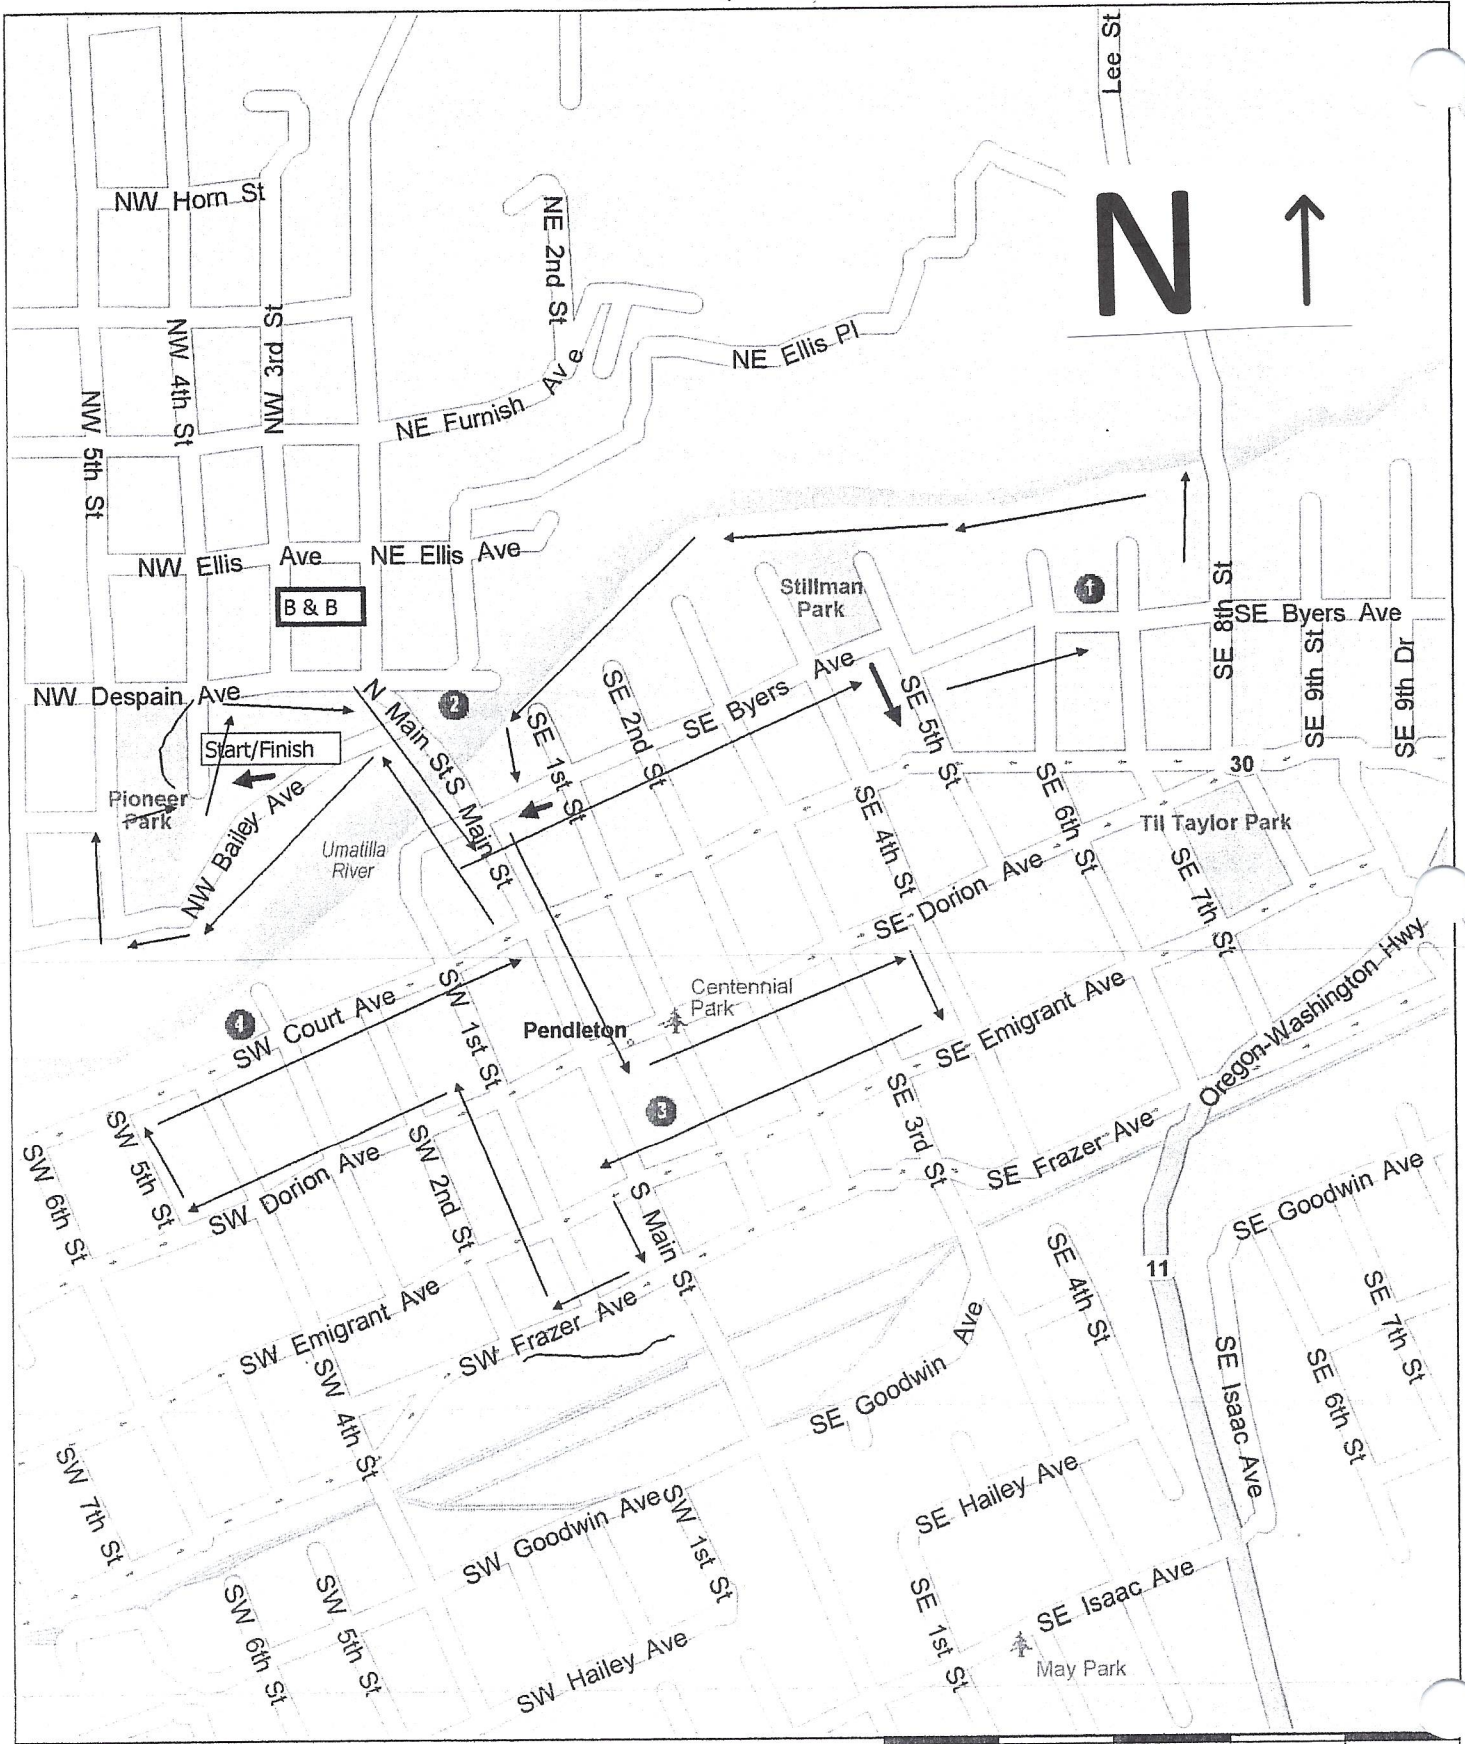 Lee St
NW Horn St
NE 2nd St
N
NW 3rd St
NW 4th St
NE Ellis Pl
NE Furnish Ave
NW 5th St
NW Ellis Ave
NE Ellis Ave
B & B
Stillman
Park
1
SE 8th St
SE Byers Ave
SE 9th St
SE 9th Dr
NW Despain Ave
N Main St
2
SE 1st St
SE 2nd St
SE Byers Ave
SE 5th St
Start/Finish
S Main St
30
Pioneer
Park
NW Bailey Ave
Umatilla
River
SE 4th St
SE 6th St
Til Taylor Park
SE 7th St
SE Dorion Ave
Centennial
Park
Pendleton
4
SW Court Ave
SW 1st St
SE Emigrant Ave
Oregon-Washington Hwy
3
SE 3rd St
SE Frazer Ave
SW 6th St
SW 5th St
SW Dorion Ave
SW 2nd St
S Main St
SE Goodwin Ave
SE 4th St
11
SE 7th St
SW Emigrant Ave
SW Frazer Ave
SE Goodwin Ave
SW 4th St
SE Isaac Ave
SE 6th St
SW 7th St
SW Goodwin Ave
SW 1st St
SE Hailey Ave
SW 6th St
SW 5th St
SW Hailey Ave
SE 1st St
SE Isaac Ave
May Park